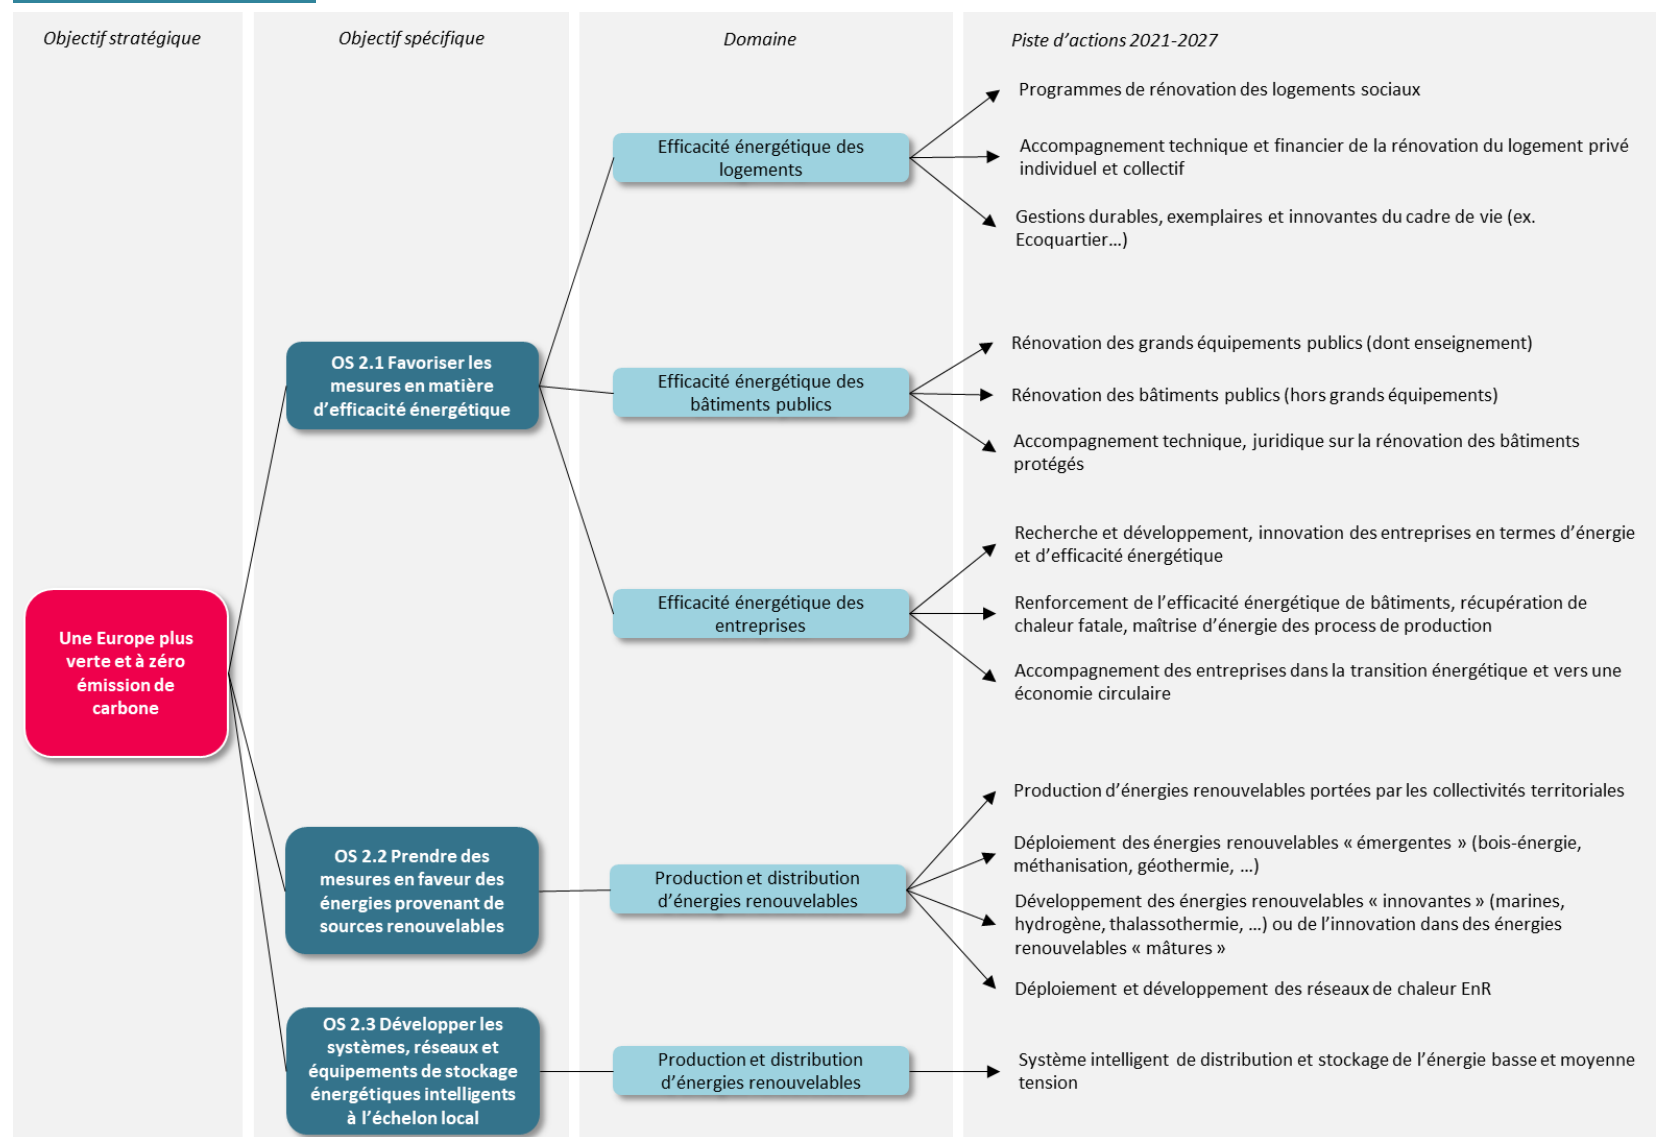 Objectif stratégique
Objectif spécifique
Domaine
Piste d’actions 2021-2027
Une Europe plus
verte et à zéro
émission de
carbone
OS 2.1 Favoriser les
mesures en matière
d’efficacité énergétique
Efficacité énergétique des
logements
Programmes de rénovation des logements sociaux
Accompagnement technique et financier de la rénovation du logement privé
individuel et collectif
Gestions durables, exemplaires et innovantes du cadre de vie (ex.
Ecoquartier…)
Efficacité énergétique des
bâtiments publics
Rénovation des grands équipements publics (dont enseignement)
Rénovation des bâtiments publics (hors grands équipements)
Accompagnement technique, juridique sur la rénovation des bâtiments
protégés
Efficacité énergétique des
entreprises
Recherche et développement, innovation des entreprises en termes d’énergie
et d’efficacité énergétique
Renforcement de l’efficacité énergétique de bâtiments, récupération de
chaleur fatale, maîtrise d’énergie des process de production
Accompagnement des entreprises dans la transition énergétique et vers une
économie circulaire
OS 2.2 Prendre des
mesures en faveur des
énergies provenant de
sources renouvelables
Production et distribution
d’énergies renouvelables
Production d’énergies renouvelables portées par les collectivités territoriales
Déploiement des énergies renouvelables « émergentes » (bois-énergie,
méthanisation, géothermie, …)
Développement des énergies renouvelables « innovantes » (marines,
hydrogène, thalassothermie, …) ou de l’innovation dans des énergies
renouvelables « mâtures »
Déploiement et développement des réseaux de chaleur EnR
OS 2.3 Développer les
systèmes, réseaux et
équipements de stockage
énergétiques intelligents
à l’échelon local
Production et distribution
d’énergies renouvelables
Système intelligent de distribution et stockage de l’énergie basse et moyenne
tension